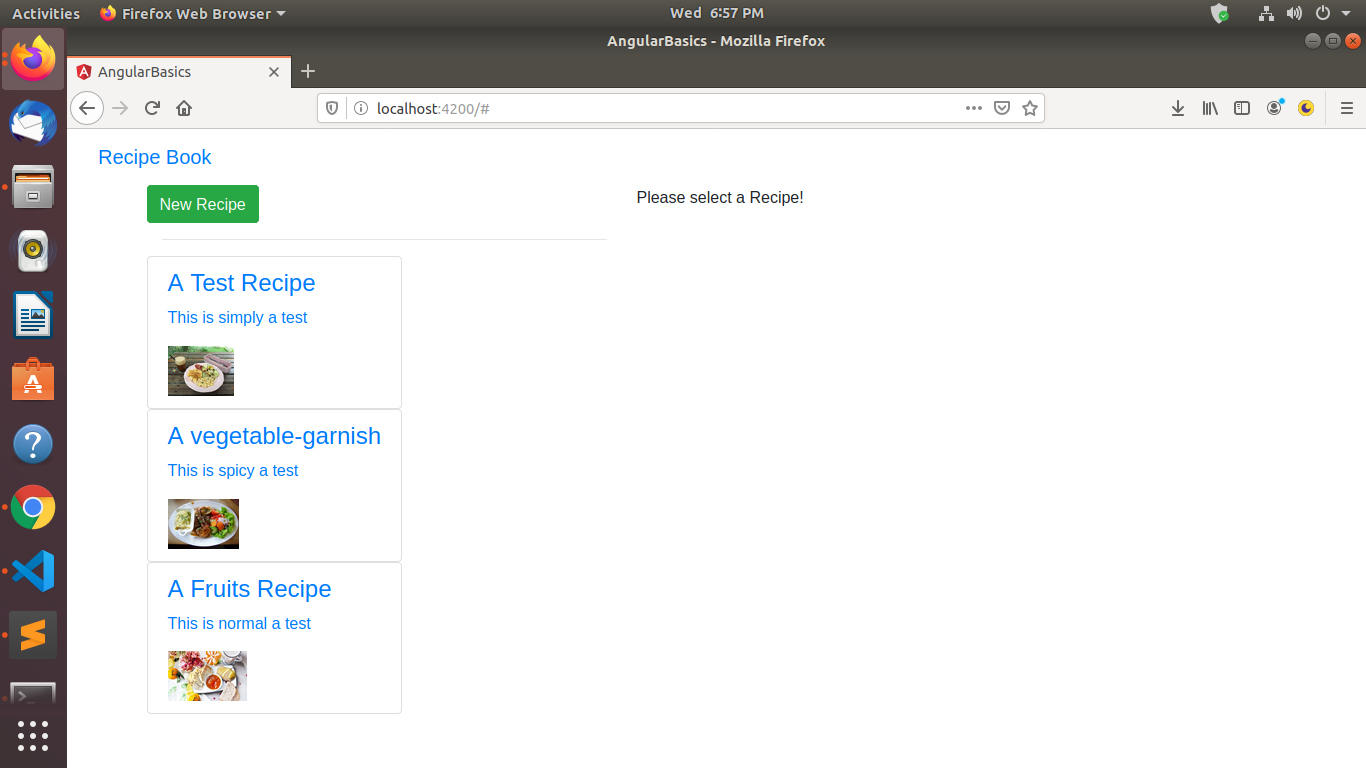 Activities
Firefox Web Browser
Wed 6:57 PM
AngularBasics - Mozilla Firefox
AngularBasics
localhost:4200/#
Recipe Book
New Recipe
Please select a Recipe!
A Test Recipe
This is simply a test
A vegetable-garnish
This is spicy a test
A Fruits Recipe
This is normal a test